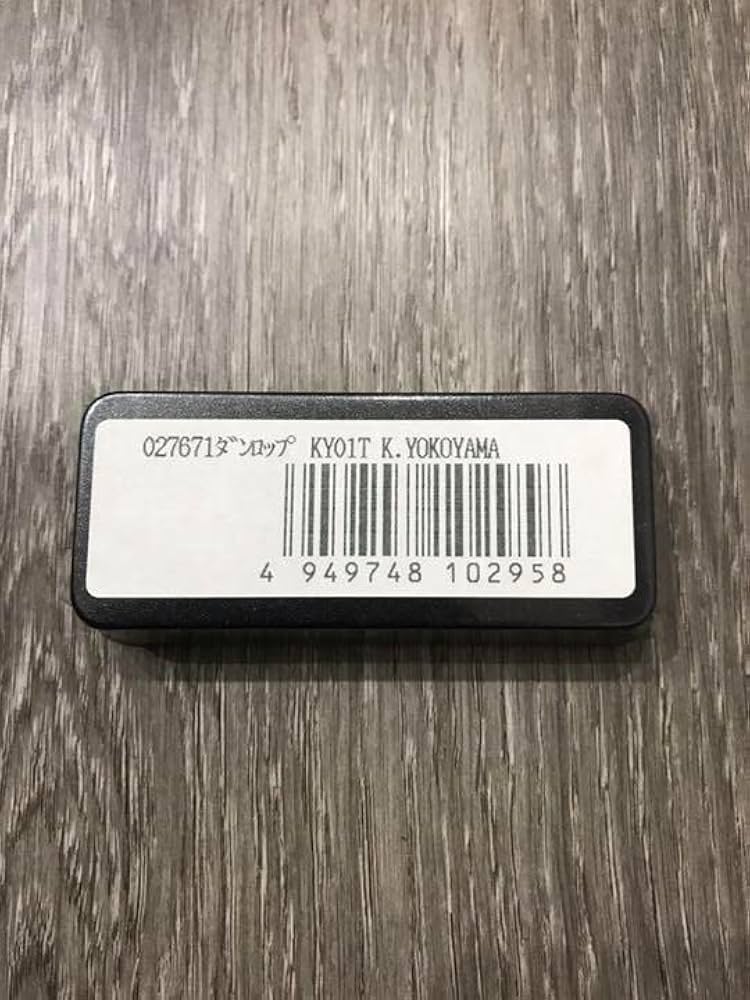 027671ﾀﾞﾝﾛｯﾌﾟ KY01T K.YOKOYAMA
4 949748 102958